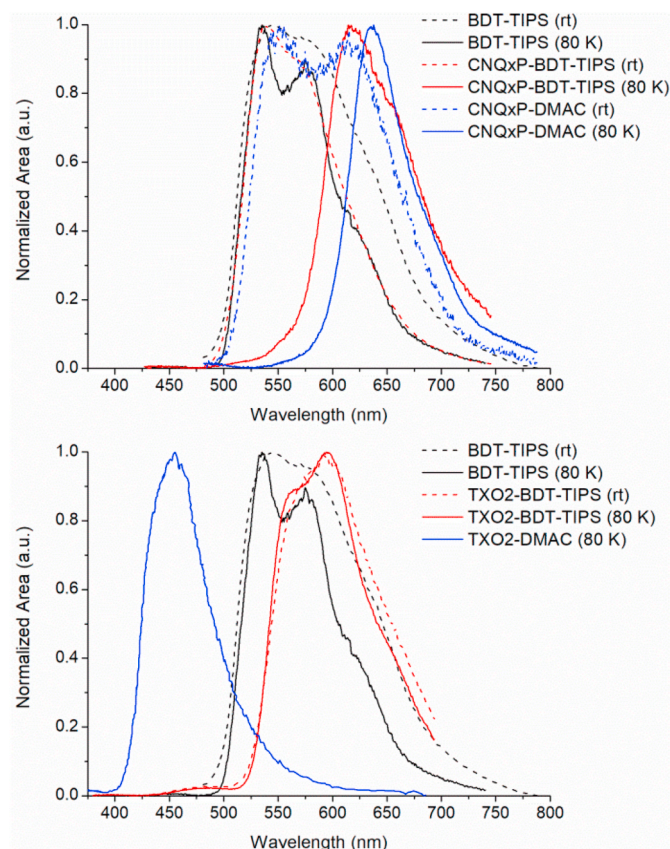 BDT-TIPS (rt)
BDT-TIPS (80 K)
CNQxP-BDT-TIPS (rt)
CNQxP-BDT-TIPS (80 K)
CNQxP-DMAC (rt)
CNQxP-DMAC (80 K)
Normalized Area (a.u.)
1.0
0.8
0.6
0.4
0.2
0.0
400 450 500 550 600 650 700 750 800
Wavelength (nm)
BDT-TIPS (rt)
BDT-TIPS (80 K)
TXO2-BDT-TIPS (rt)
TXO2-BDT-TIPS (80 K)
TXO2-DMAC (80 K)
Normalized Area (a.u.)
1.0
0.8
0.6
0.4
0.2
0.0
400 450 500 550 600 650 700 750 800
Wavelength (nm)